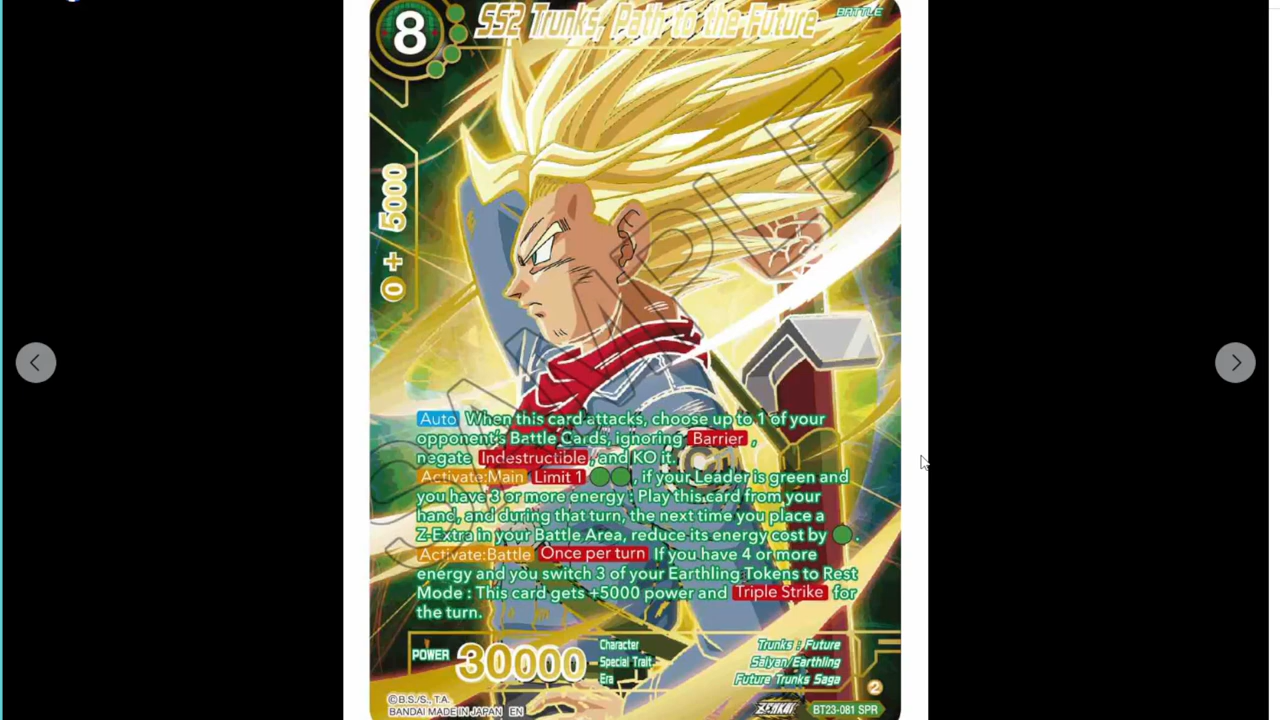 8
SS2 Trunks, Path to the Future
BATTLE
0 + 5000
SAMPLE
Auto When this card attacks, choose up to 1 of your
opponent's Battle Cards, ignoring Barrier,
negate Indestructible, and KO it.
Activate:Main Limit 1 , if your Leader is green and
you have 3 or more energy : Play this card from your
hand, and during that turn, the next time you place a
Z-Extra in your Battle Area, reduce its energy cost by .
Activate:Battle Once per turn If you have 4 or more
energy and you switch 3 of your Earthling Tokens to Rest
Mode : This card gets +5000 power and Triple Strike for
the turn.
POWER 30000
Character Trunks : Future
Special Trait Saiyan/Earthling
Era Future Trunks Saga
2
©B.S./S., T.A.
BANDAI MADE IN JAPAN EN
ZENKAI
BT23-081 SPR